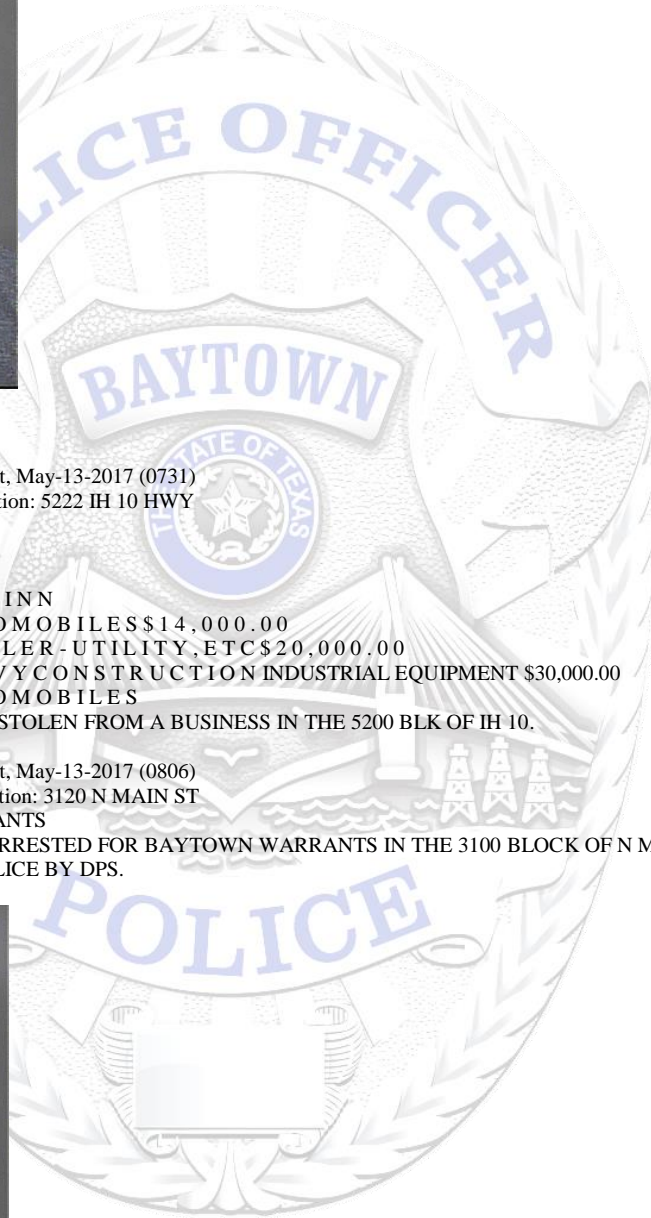 POLICE OFFICER
BAYTOWN
THE STATE OF TEXAS
t, May-13-2017 (0731)
tion: 5222 IH 10 HWY
I N N
O M O B I L E S $ 1 4 , 0 0 0 . 0 0
L E R - U T I L I T Y , E T C $ 2 0 , 0 0 0 . 0 0
V Y C O N S T R U C T I O N INDUSTRIAL EQUIPMENT $30,000.00
O M O B I L E S
STOLEN FROM A BUSINESS IN THE 5200 BLK OF IH 10.
t, May-13-2017 (0806)
tion: 3120 N MAIN ST
ANTS
RRESTED FOR BAYTOWN WARRANTS IN THE 3100 BLOCK OF N M
LICE BY DPS.
POLICE